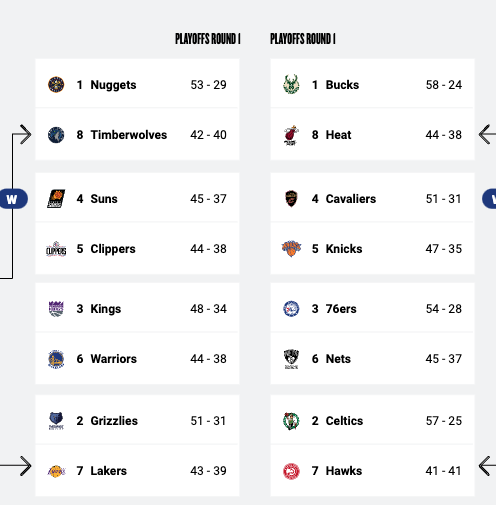 PLAYOFFS ROUND 1
1 Nuggets 53 - 29
8 Timberwolves 42 - 40
W
4 Suns 45 - 37
5 Clippers 44 - 38
3 Kings 48 - 34
6 Warriors 44 - 38
2 Grizzlies 51 - 31
7 Lakers 43 - 39
PLAYOFFS ROUND 1
1 Bucks 58 - 24
8 Heat 44 - 38
4 Cavaliers 51 - 31
5 Knicks 47 - 35
3 76ers 54 - 28
6 Nets 45 - 37
2 Celtics 57 - 25
7 Hawks 41 - 41